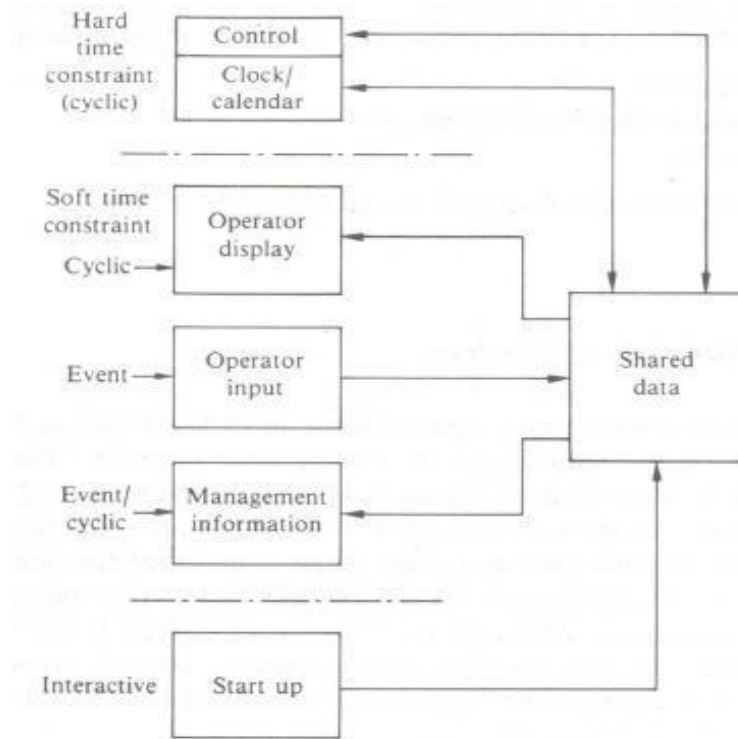 Hard
time
constraint
(cyclic)
Control
Clock/
calendar
Soft time
constraint
Cyclic
Operator
display
Event
Operator
input
Shared
data
Event/
cyclic
Management
information
Interactive
Start up